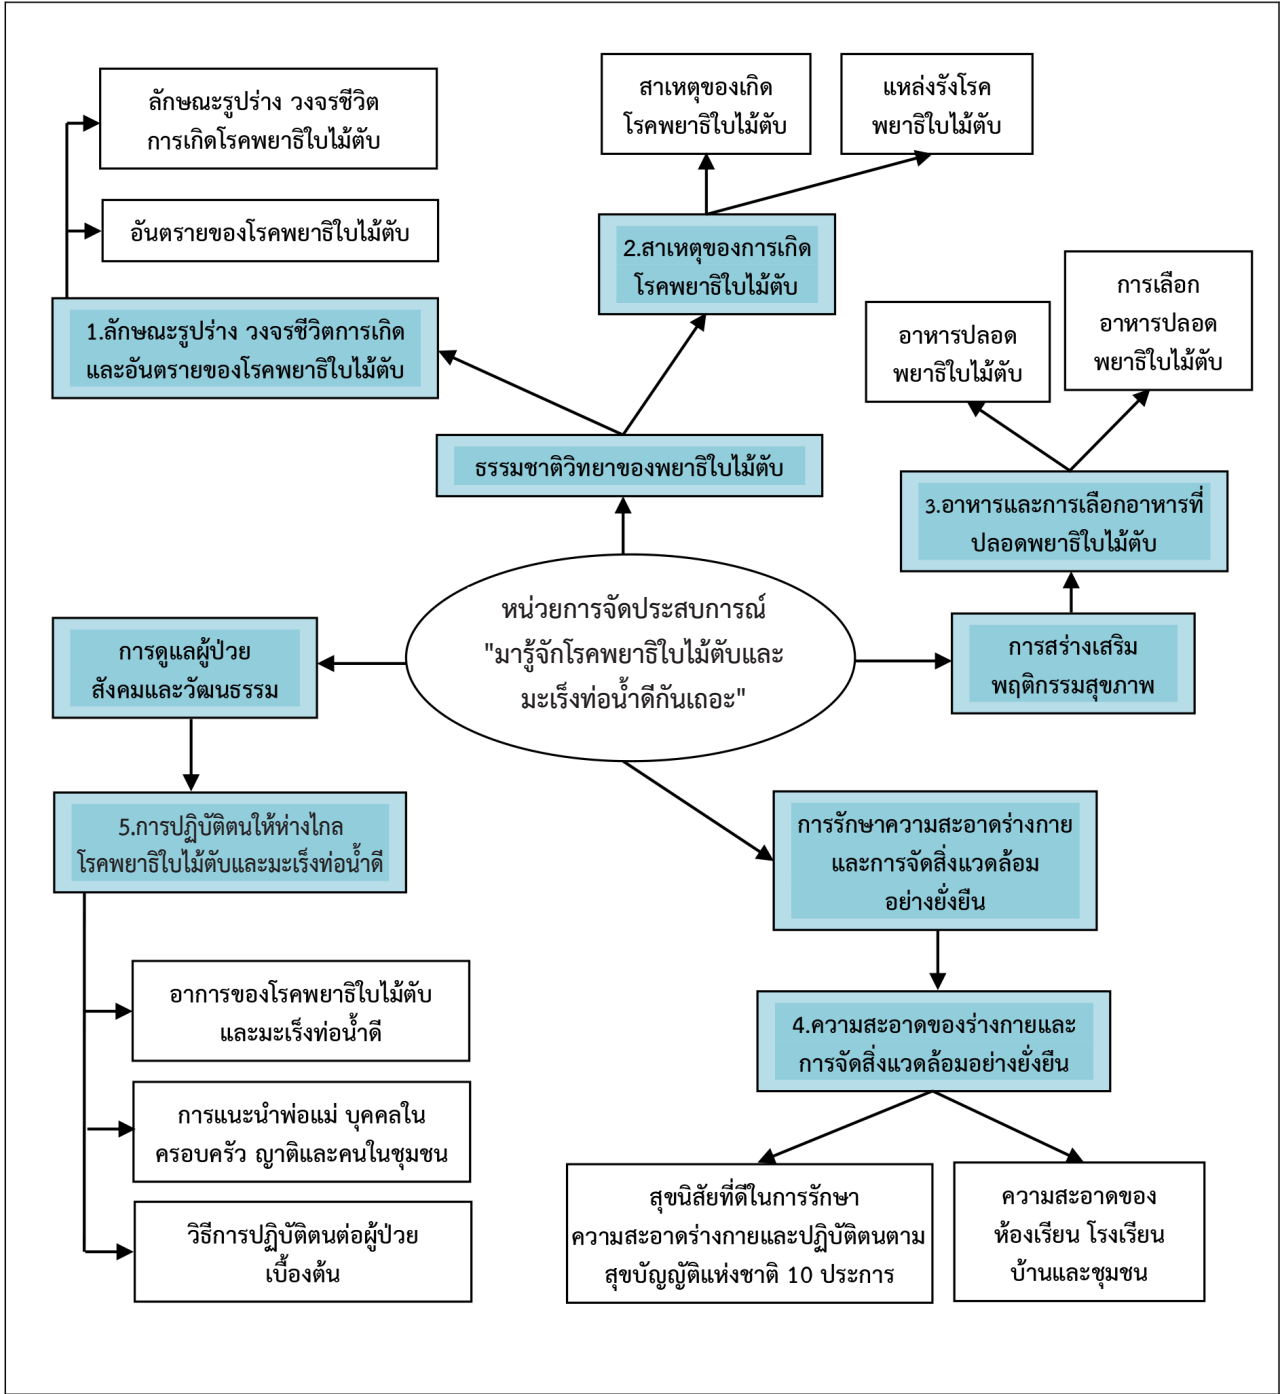 ลักษณะรูปร่าง วงจรชีวิต
การเกิดโรคพยาธิใบไม้ตับ
อันตรายของโรคพยาธิใบไม้ตับ
1.ลักษณะรูปร่าง วงจรชีวิตการเกิด
และอันตรายของโรคพยาธิใบไม้ตับ
สาเหตุของเกิด
โรคพยาธิใบไม้ตับ
แหล่งรังโรค
พยาธิใบไม้ตับ
2.สาเหตุของการเกิด
โรคพยาธิใบไม้ตับ
อาหารปลอด
พยาธิใบไม้ตับ
การเลือก
อาหารปลอด
พยาธิใบไม้ตับ
ธรรมชาติวิทยาของพยาธิใบไม้ตับ
3.อาหารและการเลือกอาหารที่
ปลอดพยาธิใบไม้ตับ
หน่วยการจัดประสบการณ์
"มารู้จักโรคพยาธิใบไม้ตับและ
มะเร็งท่อน้ำดีกันเถอะ"
การดูแลผู้ป่วย
สังคมและวัฒนธรรม
การสร่างเสริม
พฤติกรรมสุขภาพ
5.การปฏิบัติตนให้ห่างไกล
โรคพยาธิใบไม้ตับและมะเร็งท่อน้ำดี
การรักษาความสะอาดร่างกาย
และการจัดสิ่งแวดล้อม
อย่างยั่งยืน
อาการของโรคพยาธิใบไม้ตับ
และมะเร็งท่อน้ำดี
4.ความสะอาดของร่างกายและ
การจัดสิ่งแวดล้อมอย่างยั่งยืน
การแนะนำพ่อแม่ บุคคลใน
ครอบครัว ญาติและคนในชุมชน
วิธีการปฏิบัติตนต่อผู้ป่วย
เบื้องต้น
สุขนิสัยที่ดีในการรักษา
ความสะอาดร่างกายและปฏิบัติตนตาม
สุขบัญญัติแห่งชาติ 10 ประการ
ความสะอาดของ
ห้องเรียน โรงเรียน
บ้านและชุมชน